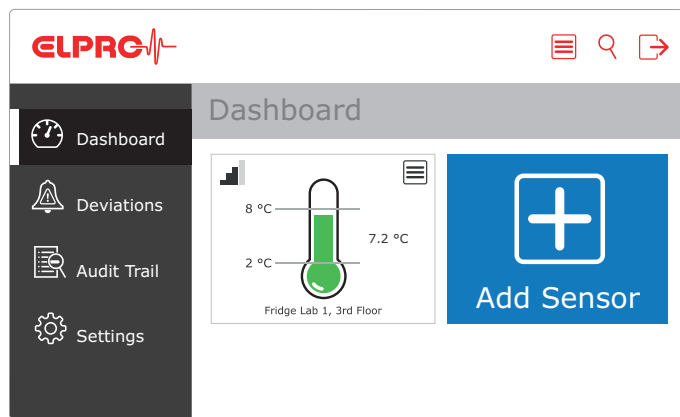 ELPRO
Dashboard
Dashboard
Deviations
Audit Trail
Settings
8 °C
7.2 °C
2 °C
Fridge Lab 1, 3rd Floor
Add Sensor